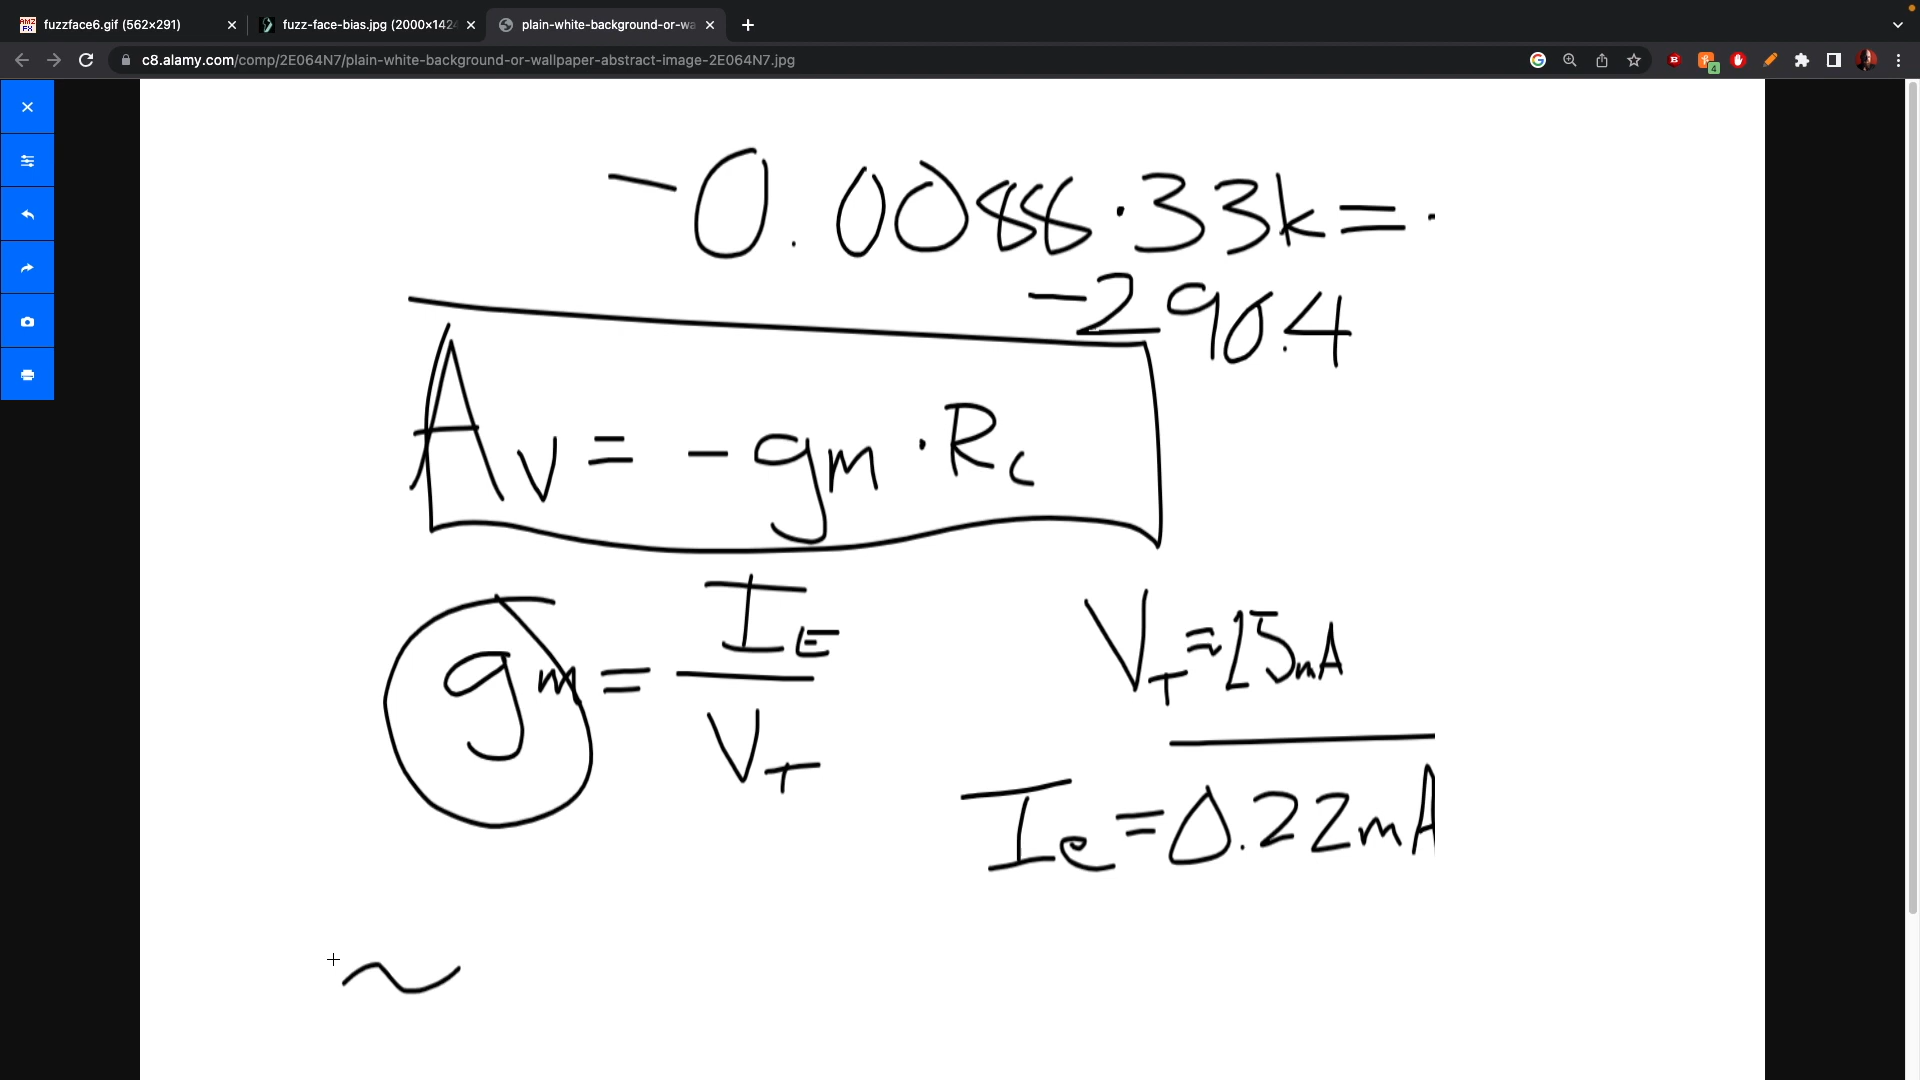 fuzzface6.gif (562×291)
fuzz-face-bias.jpg (2000×142
plain-white-background-or-wa
c8.alamy.com/comp/2E064N7/plain-white-background-or-wallpaper-abstract-image-2E064N7.jpg
4
-0.0088·33k=
-290.4
Av = -gm·Rc
gm = IE / VT
VT ≈ 25mA
Ie = 0.22mA
~